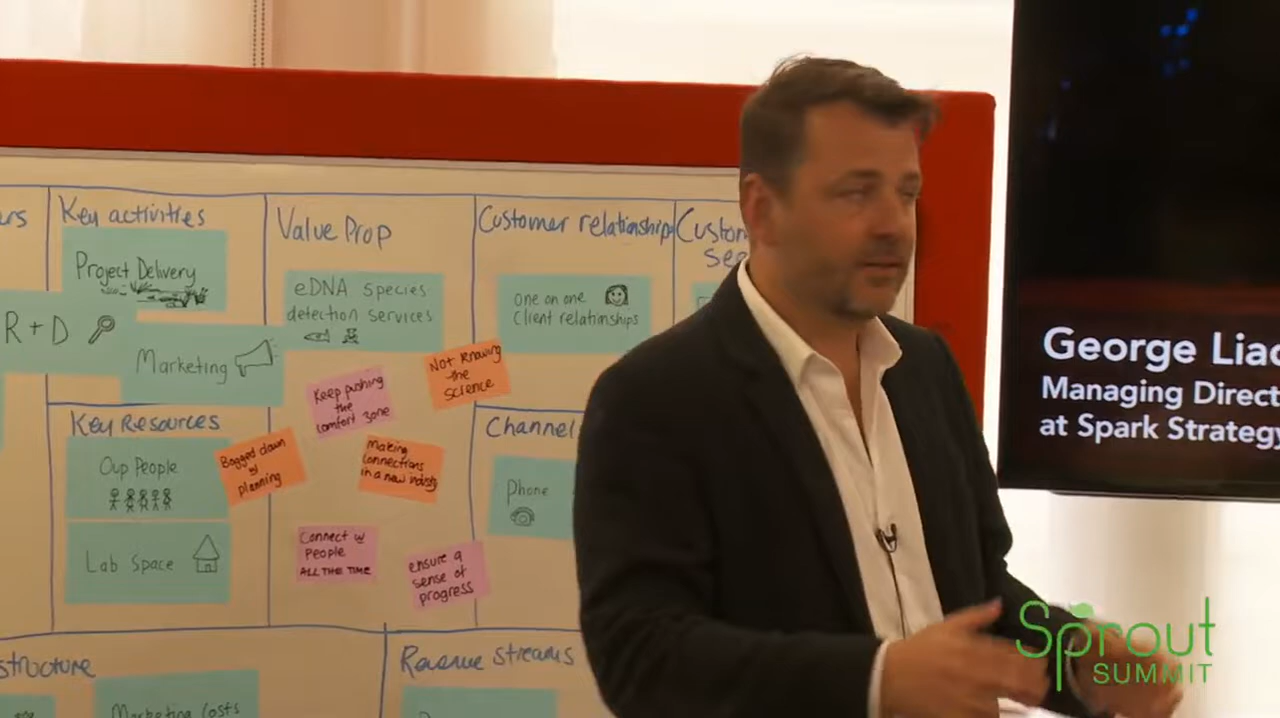 Key activities
Project Delivery
R + D
Marketing
Key Resources
Our People
Lab Space
Value Prop
eDNA species
detection services
Not knowing
the
science
Keep pushing
the
comfort zone
Bogged down
w/
planning
Making
connections
in a new industry
Connect w/
People
ALL THE TIME
ensure a
sense of
progress
Customer relationship
One on one
Client relationships
Channel
Phone
Custom
Se
structure
Marketing costs
Revenue streams
George Liac
Managing Direct
at Spark Strategy
Sprout
SUMMIT